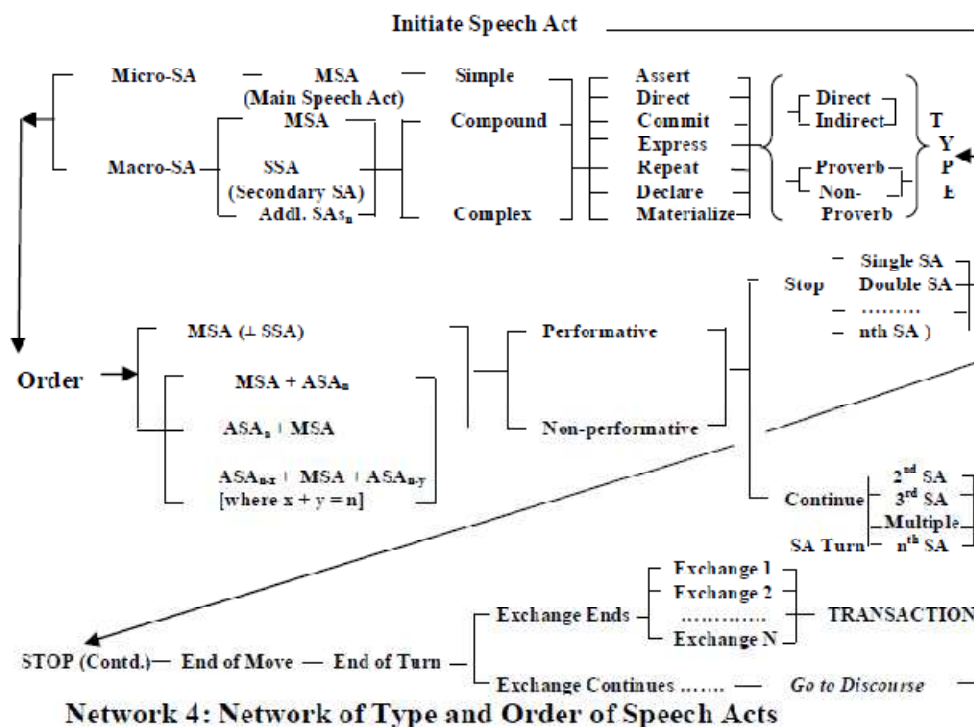 Initiate Speech Act
Micro-SA MSA Simple Assert
(Main Speech Act) Direct Direct
MSA Compound Commit Indirect T
Express Y
Macro-SA SSA Repeat Proverb P
(Secondary SA) Declare Non- E
Addl. SAsn Complex Materialize Proverb
Single SA
Stop Double SA
.........
MSA (⊥ SSA) Performative nth SA )
Order MSA + ASAn
ASAn + MSA Non-performative
ASAn-x + MSA + ASAn-y 2nd SA
[where x + y = n] Continue 3rd SA
Multiple
SA Turn nth SA
Exchange 1
Exchange 2
Exchange Ends .............. TRANSACTION
Exchange N
STOP (Contd.) End of Move End of Turn
Exchange Continues ....... Go to Discourse
Network 4: Network of Type and Order of Speech Acts